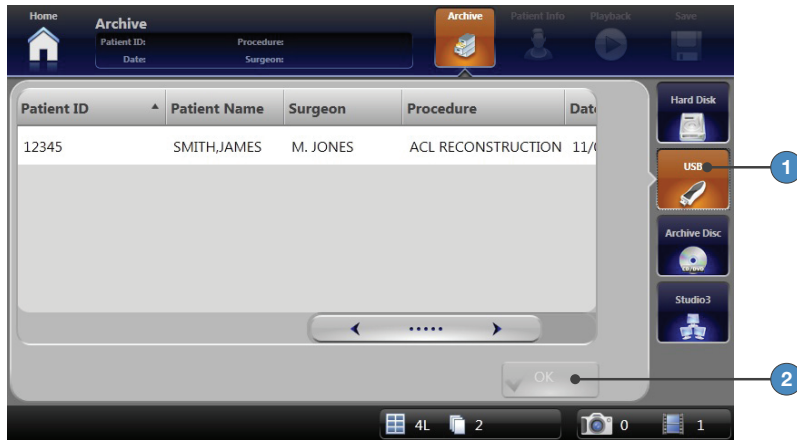 Home
Archive
Archive
Patient Info
Playback
Save
Patient ID:
Procedure:
Date:
Surgeon:
Patient ID
Patient Name
Surgeon
Procedure
Date
12345
SMITH,JAMES
M. JONES
ACL RECONSTRUCTION
11/0
Hard Disk
USB
1
Archive Disc
CD/DVD
Studio3
OK
2
4L
2
0
1